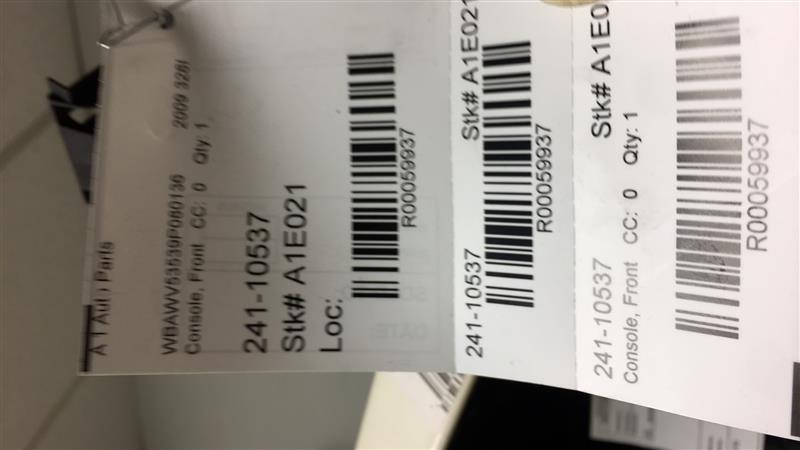 A1 Auto Parts
WBAWV53539P080136 2009 328I
Console, Front CC: 0 Qty: 1
241-10537
Stk# A1E021
Loc:
R00059937
241-10537 Stk# A1E021
R00059937
241-10537 Stk# A1E0
Console, Front CC: 0 Qty: 1
R00059937